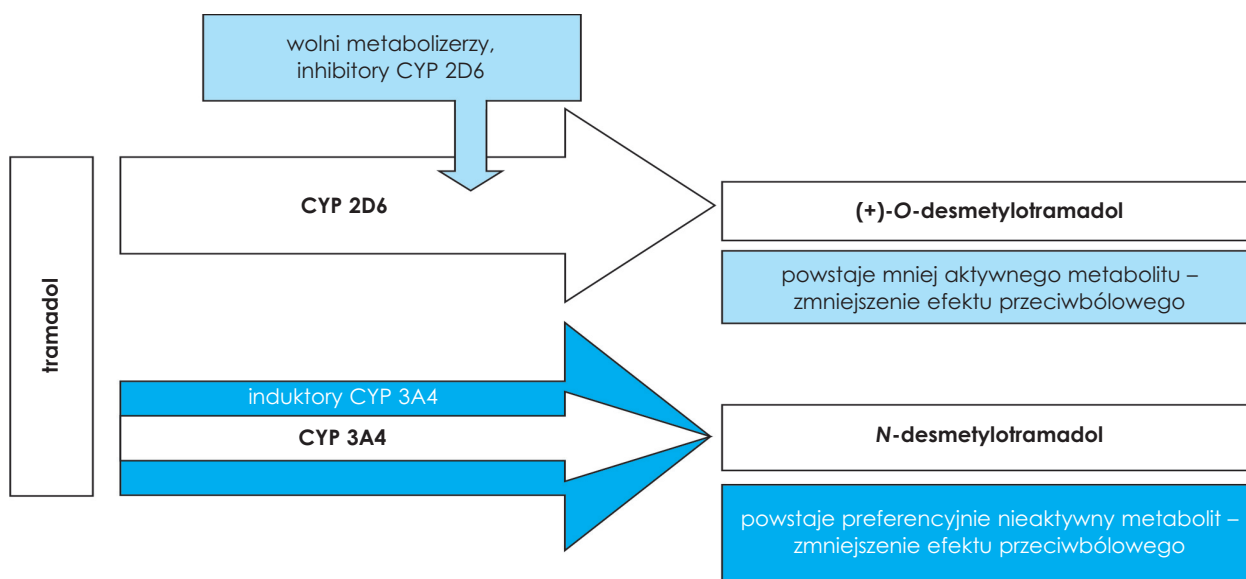 wolni metabolizerzy,
inhibitory CYP 2D6
tramadol
CYP 2D6
(+)-O-desmetylotramadol
powstaje mniej aktywnego metabolitu –
zmniejszenie efektu przeciwbólowego
induktory CYP 3A4
CYP 3A4
N-desmetylotramadol
powstaje preferencyjnie nieaktywny metabolit –
zmniejszenie efektu przeciwbólowego